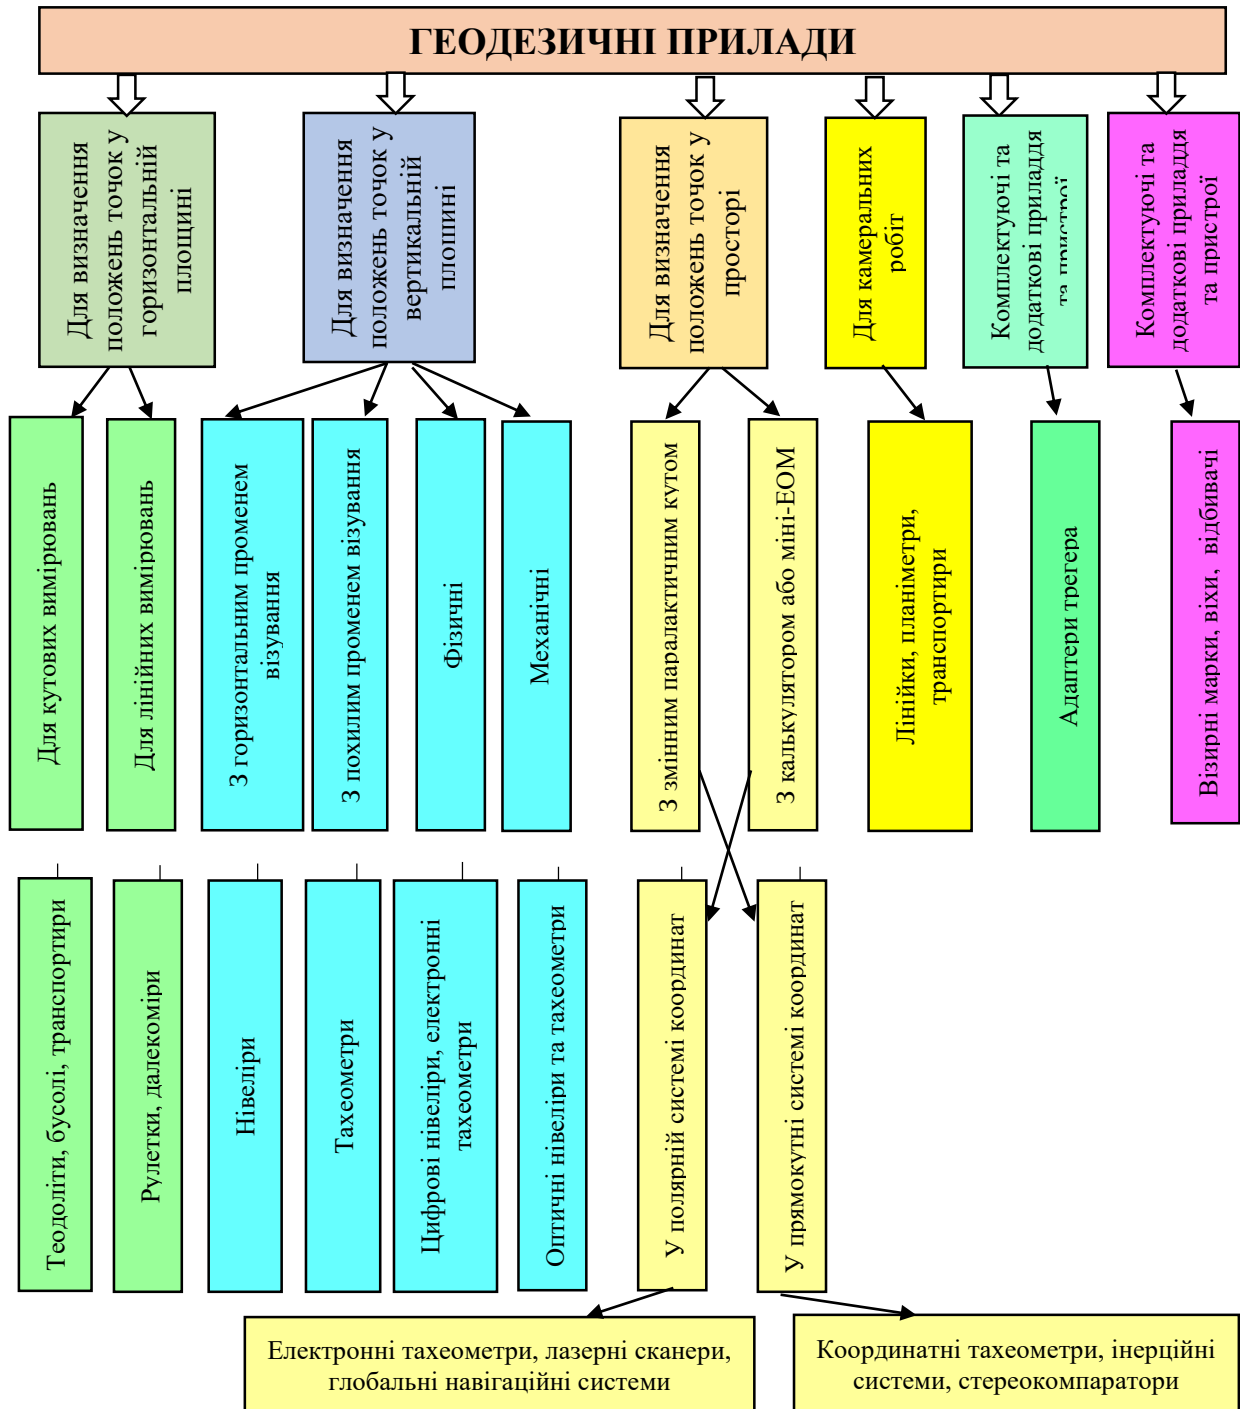 ГЕОДЕЗИЧНІ ПРИЛАДИ
Для визначення
положень точок у
горизонтальній
площині
Для визначення
положень точок у
вертикальній
площині
Для визначення
положень точок у
просторі
Для камеральних
робіт
Комплектуючі та
додаткові приладдя
та пристрої
Комплектуючі та
додаткові приладдя
та пристрої
Для кутових вимірювань
Для лінійних вимірювань
З горизонтальним променем
візування
З похилим променем візування
Фізичні
Механічні
З змінним паралактичним кутом
З калькулятором або міні-ЕОМ
Лінійки, планіметри,
транспортири
Адаптери трегера
Візирні марки, віхи, відбивачі
Теодоліти, бусолі, транспортири
Рулетки, далекоміри
Нівеліри
Тахеометри
Цифрові нівеліри, електронні
тахеометри
Оптичні нівеліри та тахеометри
У полярній системі координат
У прямокутні системі координат
Електронні тахеометри, лазерні сканери,
глобальні навігаційні системи
Координатні тахеометри, інерційні
системи, стереокомпаратори